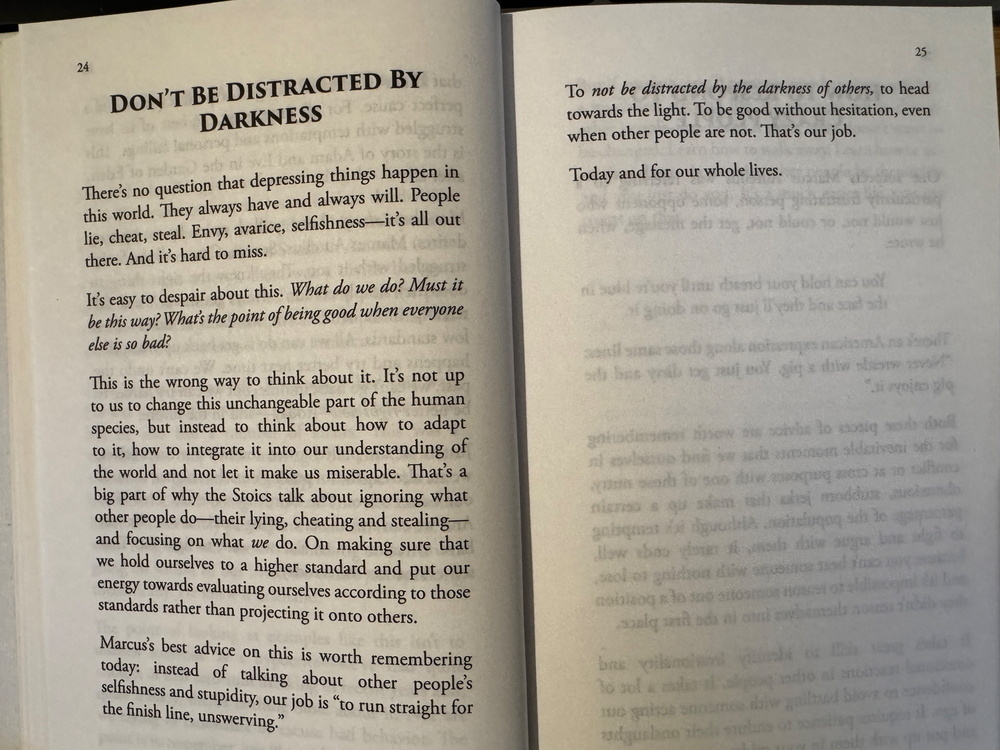 24
DON'T BE DISTRACTED BY
DARKNESS
There's no question that depressing things happen in
this world. They always have and always will. People
lie, cheat, steal. Envy, avarice, selfishness—it's all out
there. And it's hard to miss.
It's easy to despair about this. What do we do? Must it
be this way? What's the point of being good when everyone
else is so bad?
This is the wrong way to think about it. It's not up
to us to change this unchangeable part of the human
species, but instead to think about how to adapt
to it, how to integrate it into our understanding of
the world and not let it make us miserable. That's a
big part of why the Stoics talk about ignoring what
other people do—their lying, cheating and stealing—
and focusing on what we do. On making sure that
we hold ourselves to a higher standard and put our
energy towards evaluating ourselves according to those
standards rather than projecting it onto others.
Marcus's best advice on this is worth remembering
today: instead of talking about other people's
selfishness and stupidity, our job is “to run straight for
the finish line, unswerving.”
25
To not be distracted by the darkness of others, to head
towards the light. To be good without hesitation, even
when other people are not. That's our job.
Today and for our whole lives.